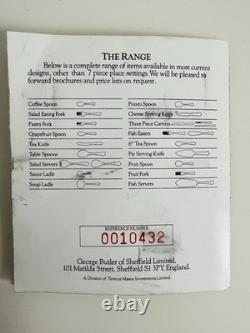 THE RANGE
Below is a complete range of items available in most current
designs, other than 7 piece place settings. We will be pleased
to forward brochures and price lists on request.
Coffee Spoon
Potato Spoon
Salad Eating Fork
Cheese Serving Knife
Pastry Fork
Three Piece Carvers
Grapefruit Spoon
Fish Eaters
Tea Knife
6" Tea Spoon
Table Spoons
Pie Serving Knife
Salad Servers
Fruit Spoon
Sauce Ladle
Fruit Fork
Soup Ladle
Fish Servers
REFERENCE NUMBER
0010432
George Butler of Sheffield Limited,
101 Matilda Street, Sheffield S1 3FY, England.
A Division of Termor Mason Investments Limited.